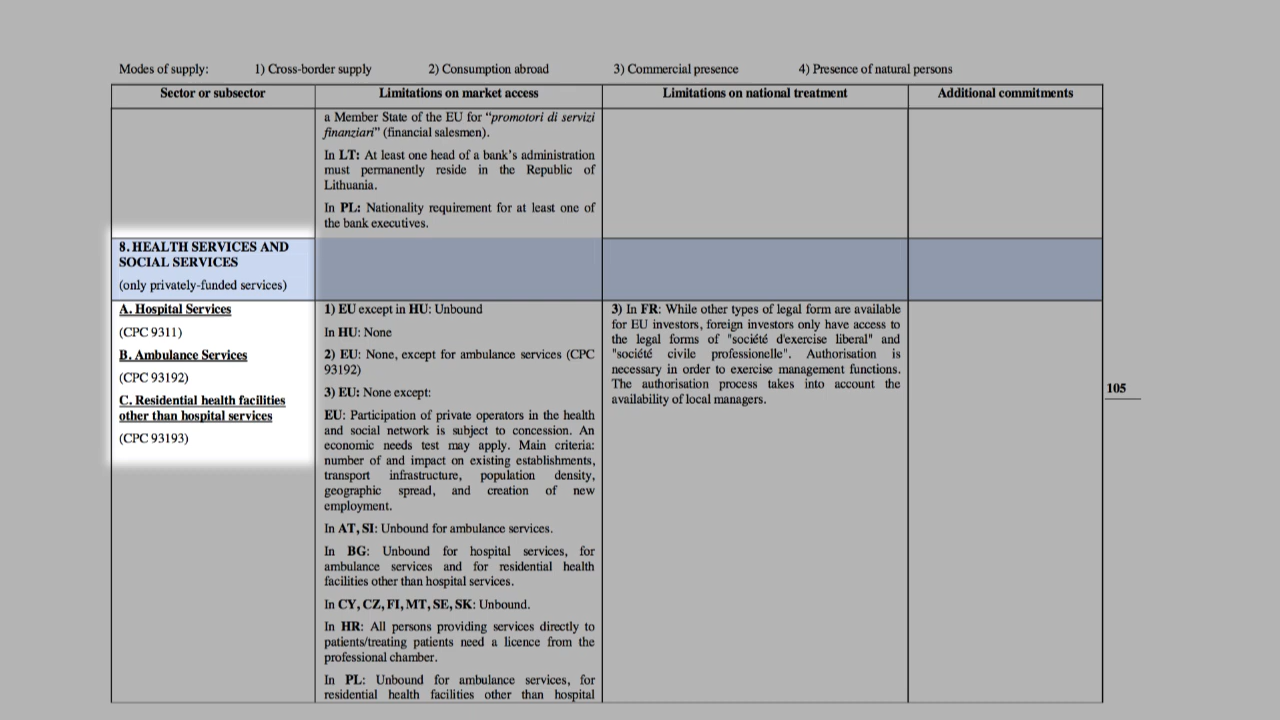 Modes of supply: 1) Cross-border supply 2) Consumption abroad 3) Commercial presence 4) Presence of natural persons
Sector or subsector Limitations on market access Limitations on national treatment Additional commitments
a Member State of the EU for "promotori di servizi
finanziari" (financial salesmen).
In LT: At least one head of a bank's administration
must permanently reside in the Republic of
Lithuania.
In PL: Nationality requirement for at least one of
the bank executives.
8. HEALTH SERVICES AND
SOCIAL SERVICES
(only privately-funded services)
A. Hospital Services
(CPC 9311)
B. Ambulance Services
(CPC 93192)
C. Residential health facilities
other than hospital services
(CPC 93193)
1) EU except in HU: Unbound
In HU: None
2) EU: None, except for ambulance services (CPC
93192)
3) EU: None except:
EU: Participation of private operators in the health
and social network is subject to concession. An
economic needs test may apply. Main criteria:
number of and impact on existing establishments,
transport infrastructure, population density,
geographic spread, and creation of new
employment.
In AT, SI: Unbound for ambulance services.
In BG: Unbound for hospital services, for
ambulance services and for residential health
facilities other than hospital services.
In CY, CZ, FI, MT, SE, SK: Unbound.
In HR: All persons providing services directly to
patients/treating patients need a licence from the
professional chamber.
In PL: Unbound for ambulance services, for
residential health facilities other than hospital
3) In FR: While other types of legal form are available
for EU investors, foreign investors only have access to
the legal forms of "société d'exercise liberal" and
"société civile professionelle". Authorisation is
necessary in order to exercise management functions.
The authorisation process takes into account the
availability of local managers.
105